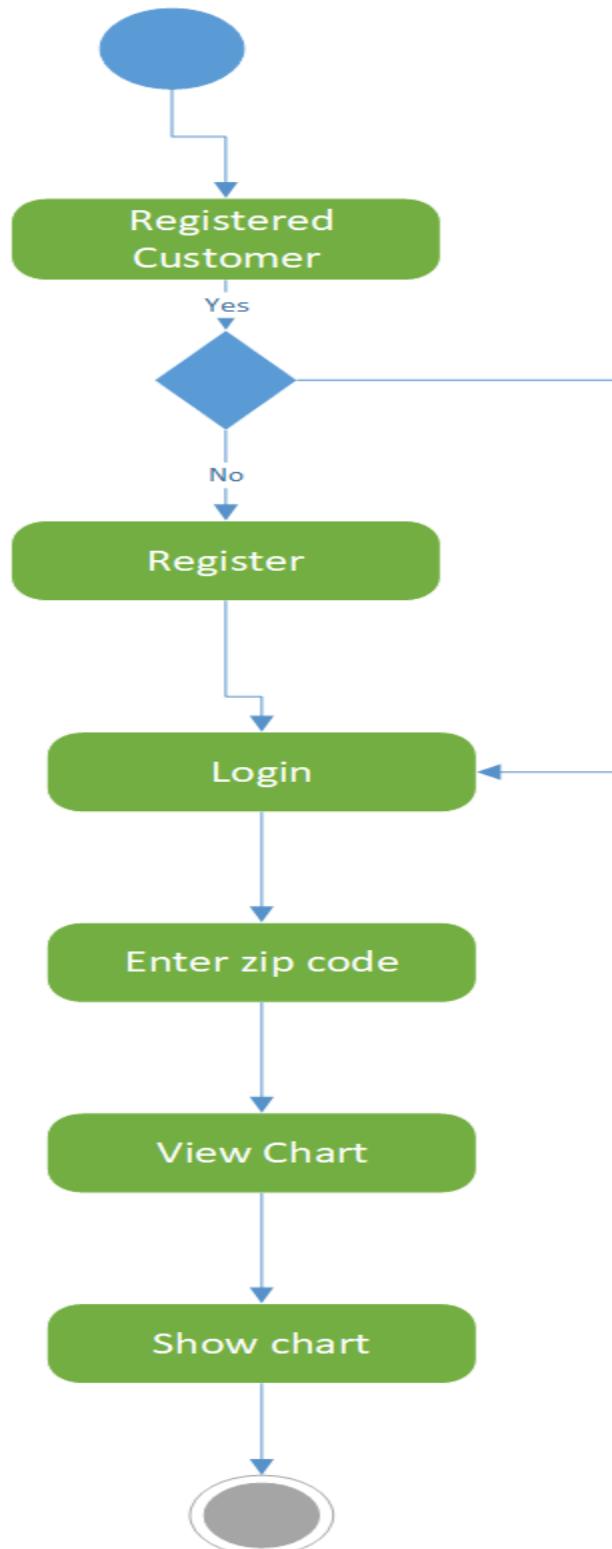 Registered
Customer
Yes
No
Register
Login
Enter zip code
View Chart
Show chart